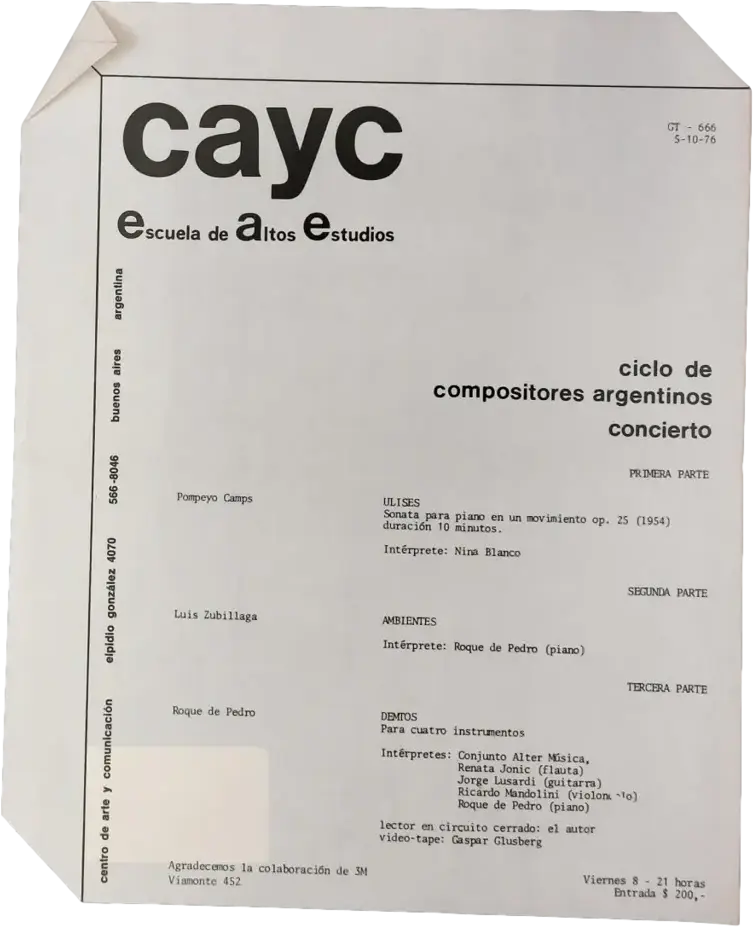 cayc
escuela de altos estudios
GT - 666
5-10-76
centro de arte y comunicación elpidio gonzález 4070 566-8046 buenos aires argentina
ciclo de
compositores argentinos
concierto
PRIMERA PARTE
Pompeyo Camps
ULISES
Sonata para piano en un movimiento op. 25 (1954)
duración 10 minutos.
Intérprete: Nina Blanco
SEGUNDA PARTE
Luis Zubillaga
AMBIENTES
Intérprete: Roque de Pedro (piano)
TERCERA PARTE
Roque de Pedro
Para cuatro instrumentos
Intérpretes: Conjunto Alter Música,
Renata Jonic (flauta)
Jorge Lusardi (guitarra)
Ricardo Mandolini
Roque de Pedro (piano)
lector en circuito cerrado: el autor
video-tape: Gaspar Glusberg
Agradecemos la colaboración de 3M
Viamonte 452
Viernes 8 - 21 horas
Entrada $ 200,-